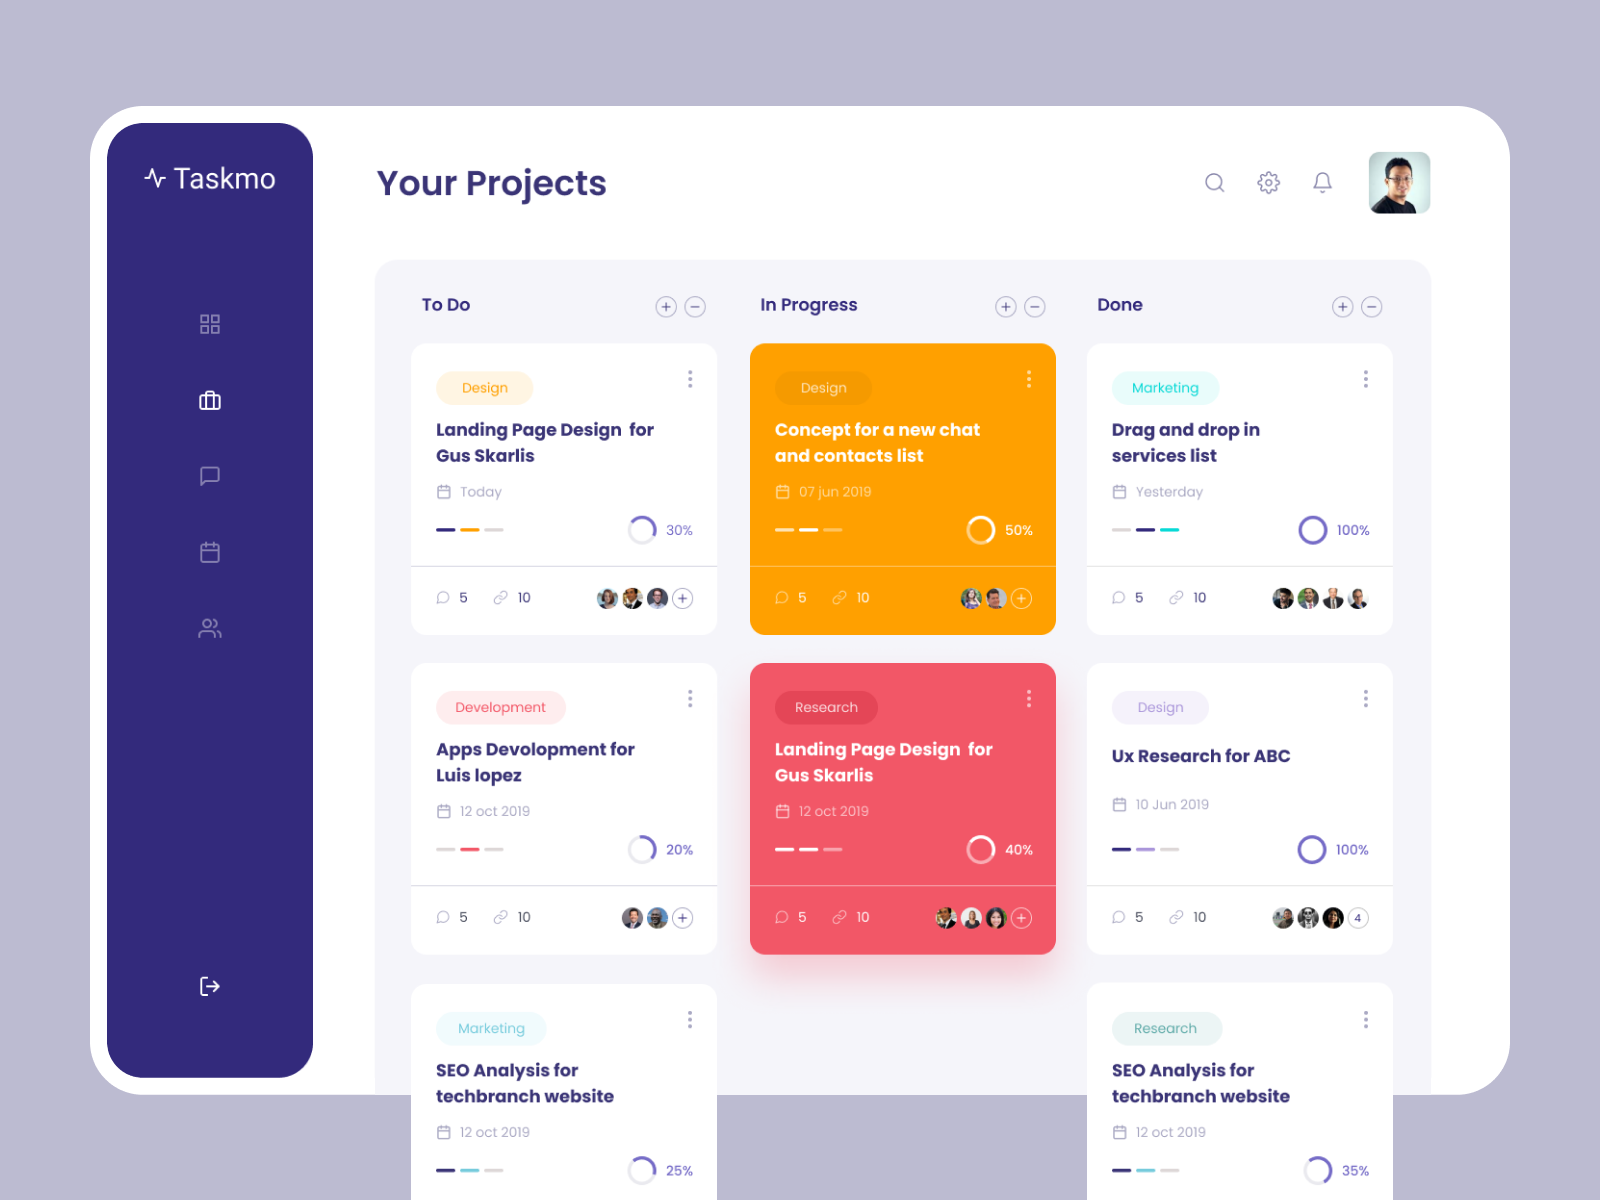 Taskmo
Your Projects
To Do
Design
Landing Page Design for
Gus Skarlis
Today
30%
5 10
Development
Apps Devolopment for
Luis lopez
12 oct 2019
20%
5 10
Marketing
SEO Analysis for
techbranch website
12 oct 2019
25%
In Progress
Design
Concept for a new chat
and contacts list
07 jun 2019
50%
5 10
Research
Landing Page Design for
Gus Skarlis
12 oct 2019
40%
5 10
Done
Marketing
Drag and drop in
services list
Yesterday
100%
5 10
Design
Ux Research for ABC
10 Jun 2019
100%
5 10 4
Research
SEO Analysis for
techbranch website
12 oct 2019
35%